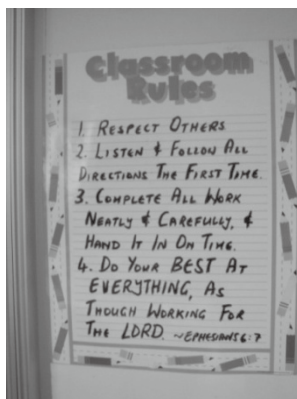 Classroom
Rules
1. RESPECT OTHERS
2. LISTEN & FOLLOW ALL
DIRECTIONS THE FIRST TIME.
3. COMPLETE ALL WORK
NEATLY & CAREFULLY, &
HAND IT IN ON TIME.
4. DO YOUR BEST AT
EVERYTHING, AS
THOUGH WORKING FOR
THE LORD. ~EPHESIANS 6:7